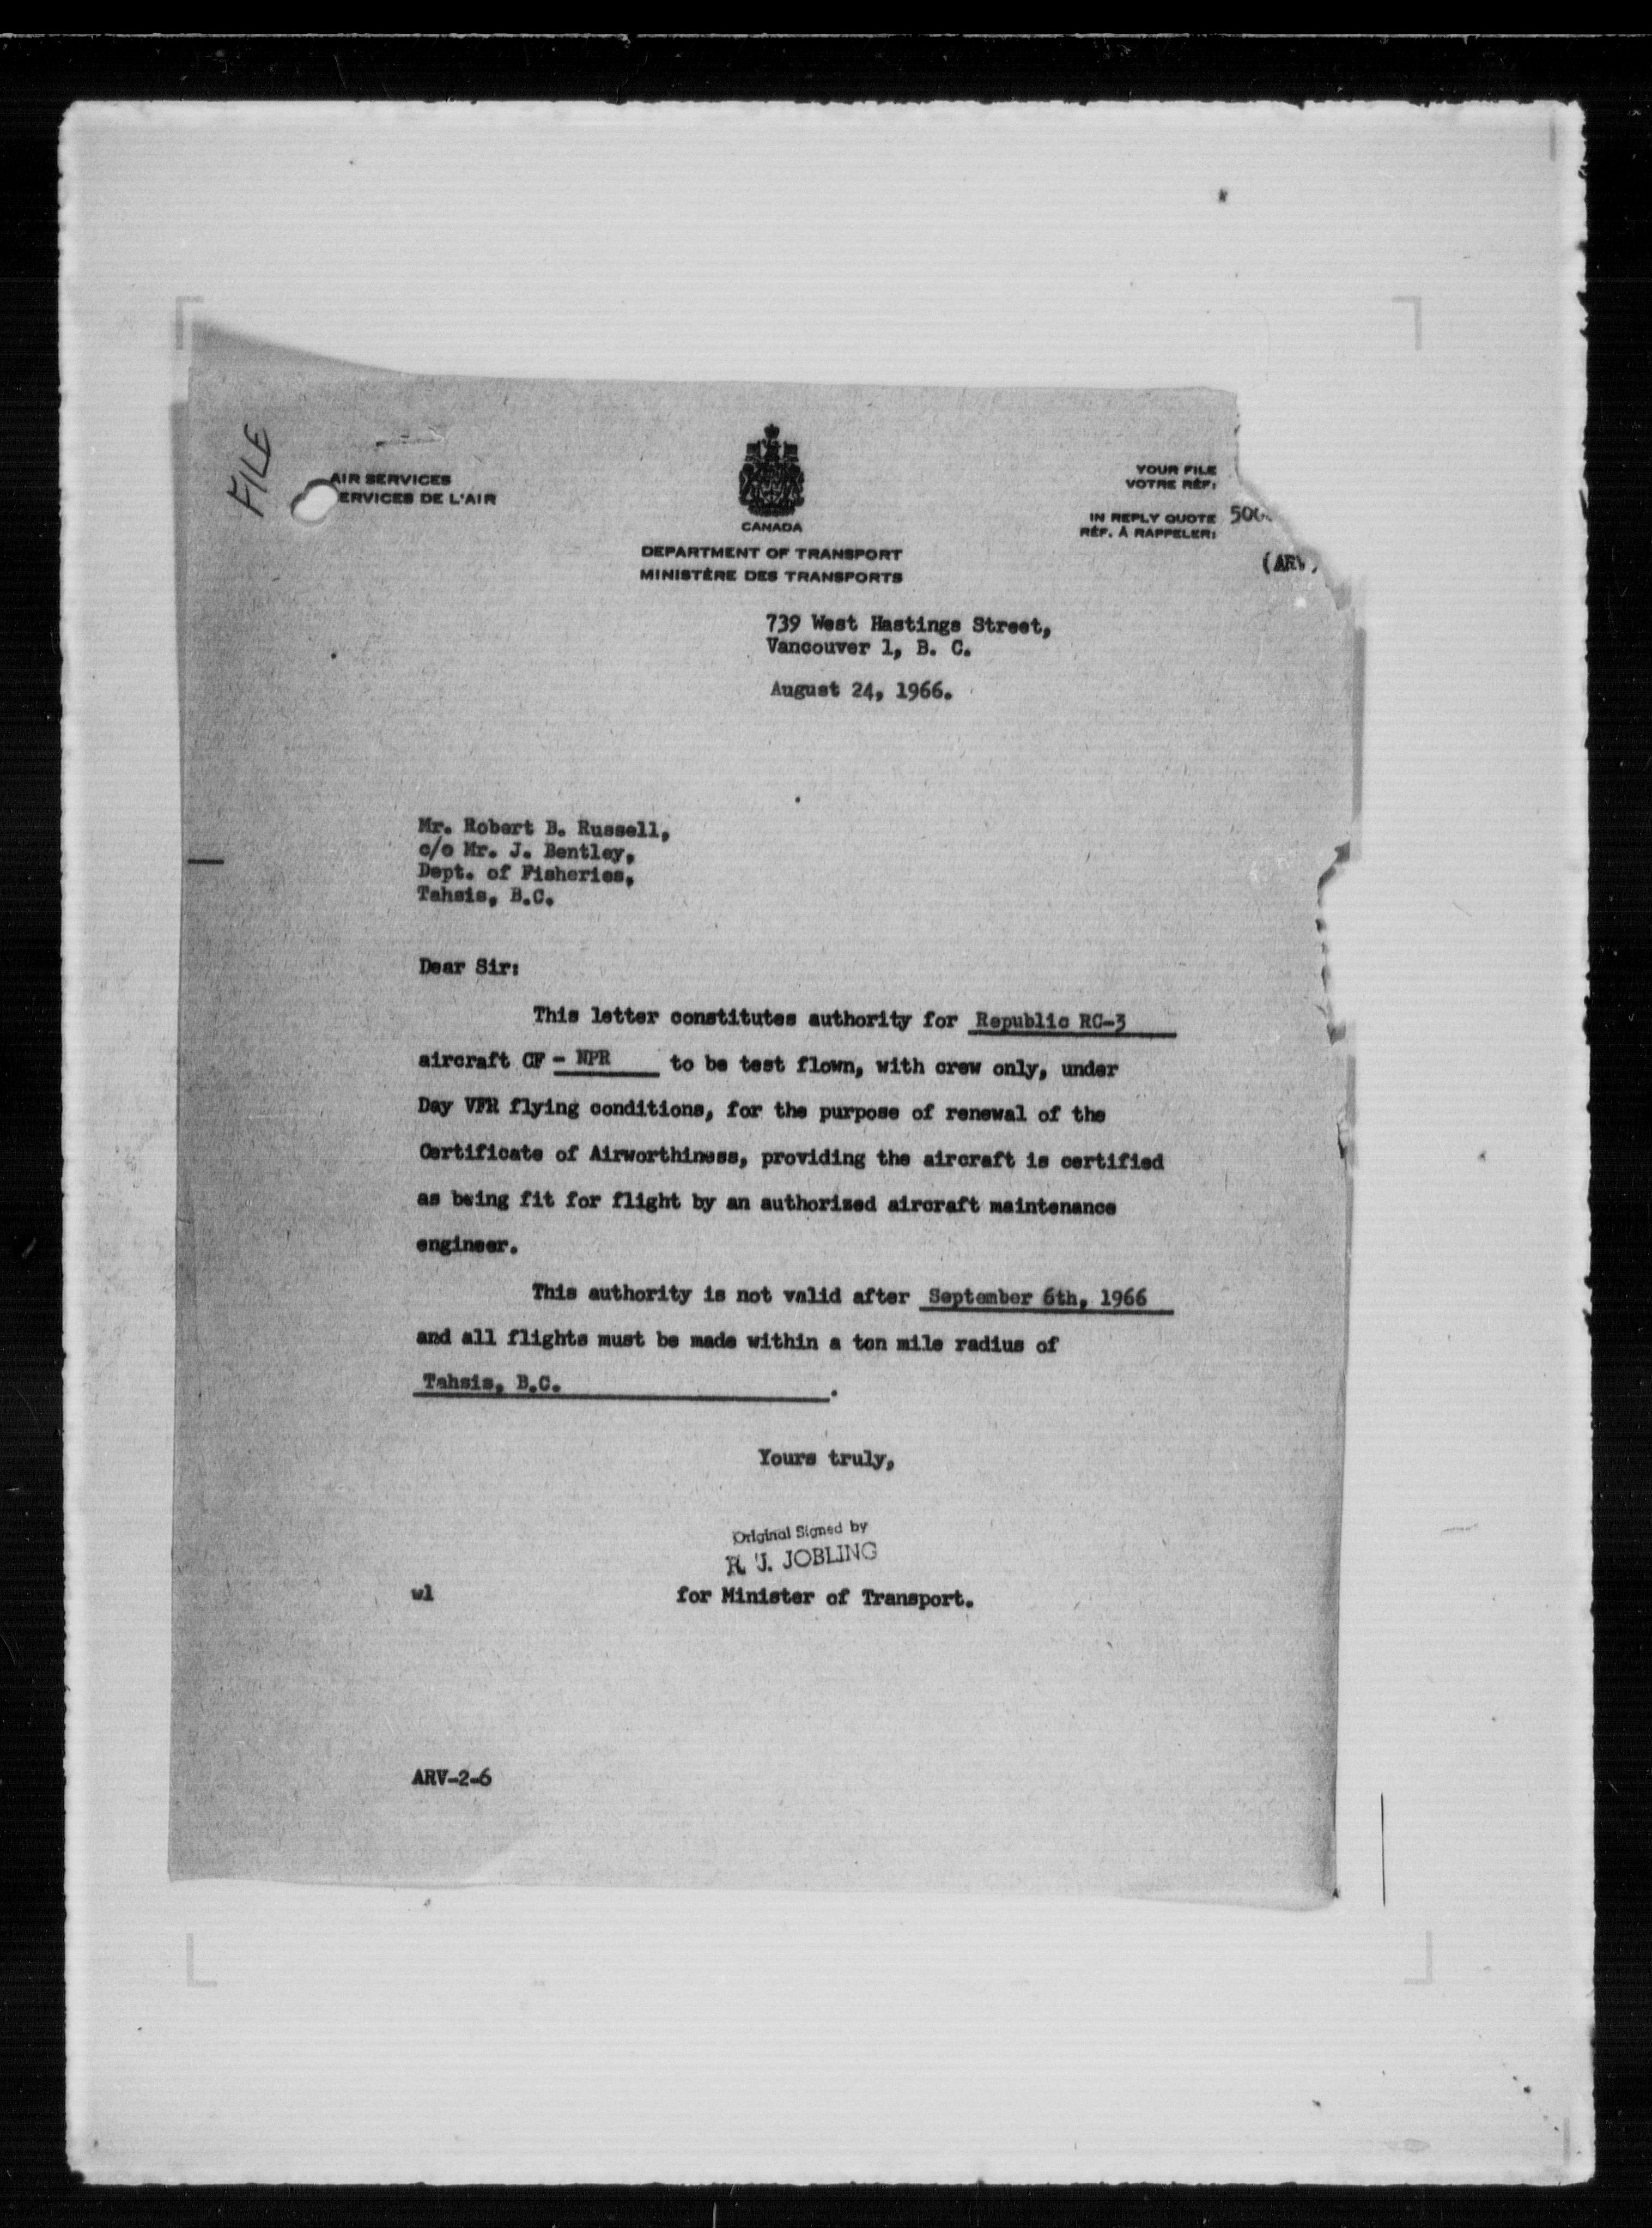 FILE
AIR SERVICES
ERVICES DE L'AIR
CANADA
DEPARTMENT OF TRANSPORT
MINISTÈRE DES TRANSPORTS
YOUR FILE
VOTRE RÉF:
IN REPLY QUOTE 500
RÉF. À RAPPELER:
(ARV)
739 West Hastings Street,
Vancouver 1, B. C.
August 24, 1966.
Mr. Robert B. Russell,
c/o Mr. J. Bentley,
Dept. of Fisheries,
Tahsis, B.C.
Dear Sir:
This letter constitutes authority for Republic RC-3
aircraft CF - NPR to be test flown, with crew only, under
Day VFR flying conditions, for the purpose of renewal of the
Certificate of Airworthiness, providing the aircraft is certified
as being fit for flight by an authorized aircraft maintenance
engineer.
This authority is not valid after September 6th, 1966
and all flights must be made within a ten mile radius of
Tahsis, B.C. .
Yours truly,
Original Signed by
R. J. JOBLING
wl for Minister of Transport.
ARV-2-6